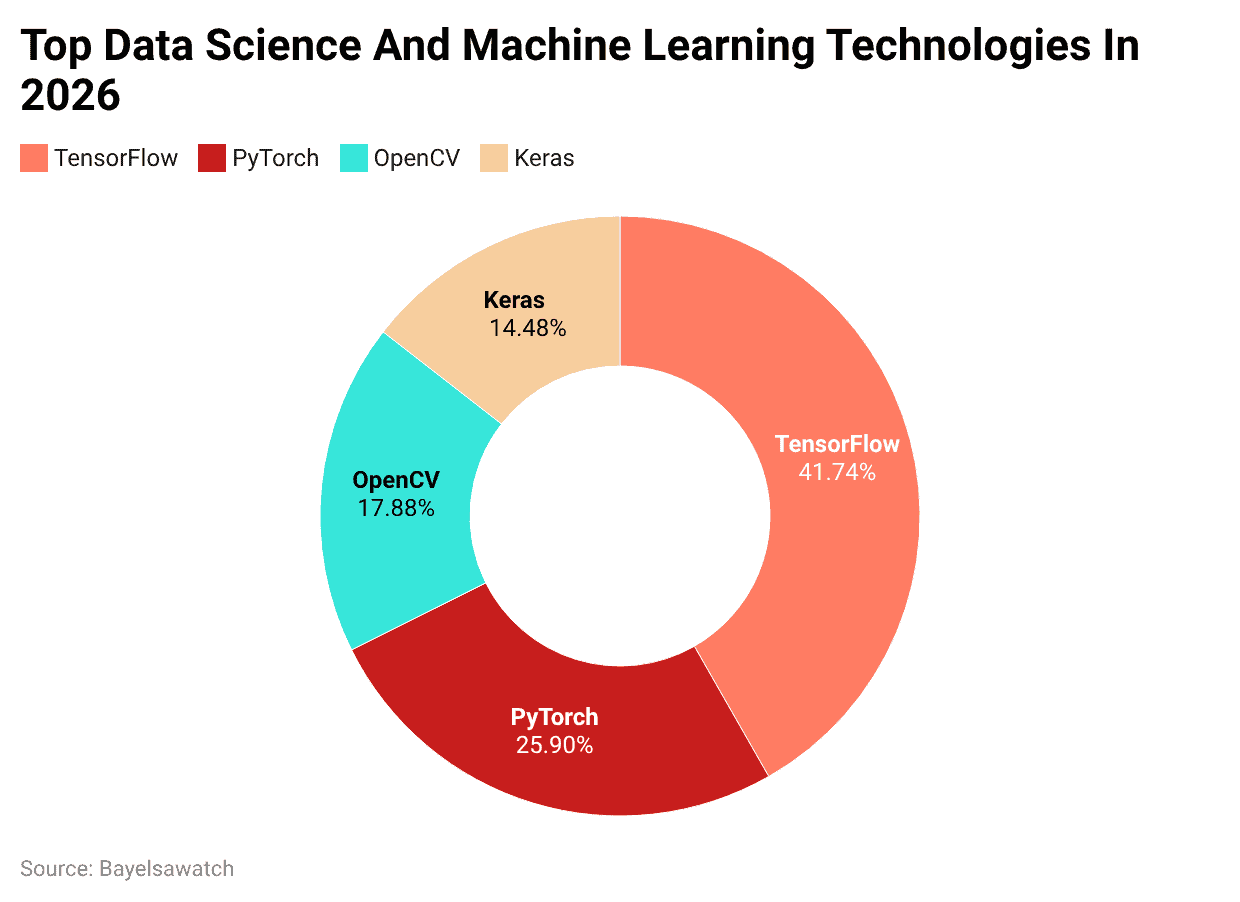 Top Data Science And Machine Learning Technologies In
2026
TensorFlow PyTorch OpenCV Keras
Keras
14.48%
TensorFlow
41.74%
OpenCV
17.88%
PyTorch
25.90%
Source: Bayelsawatch